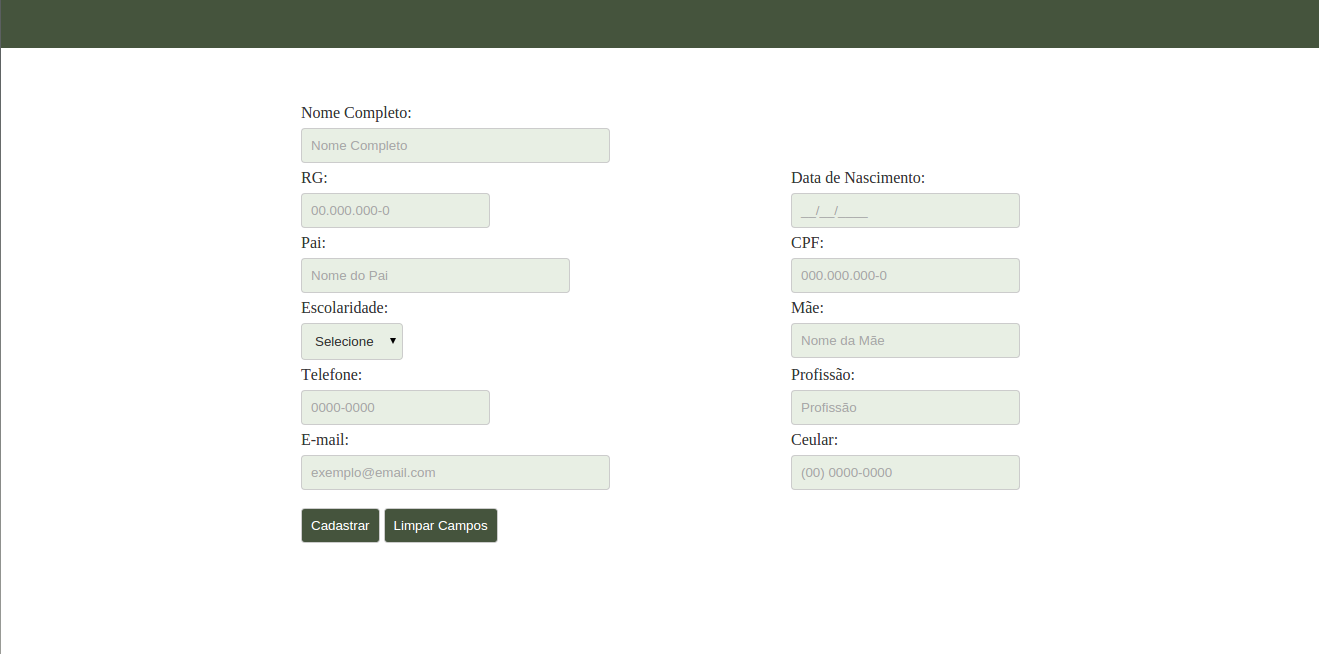 Nome Completo:
Nome Completo
RG:
00.000.000-0
Pai:
Nome do Pai
Escolaridade:
Selecione
Telefone:
0000-0000
E-mail:
exemplo@email.com
Data de Nascimento:
__/__/____
CPF:
000.000.000-0
Mãe:
Nome da Mãe
Profissão:
Profissão
Ceular:
(00) 0000-0000
Cadastrar Limpar Campos